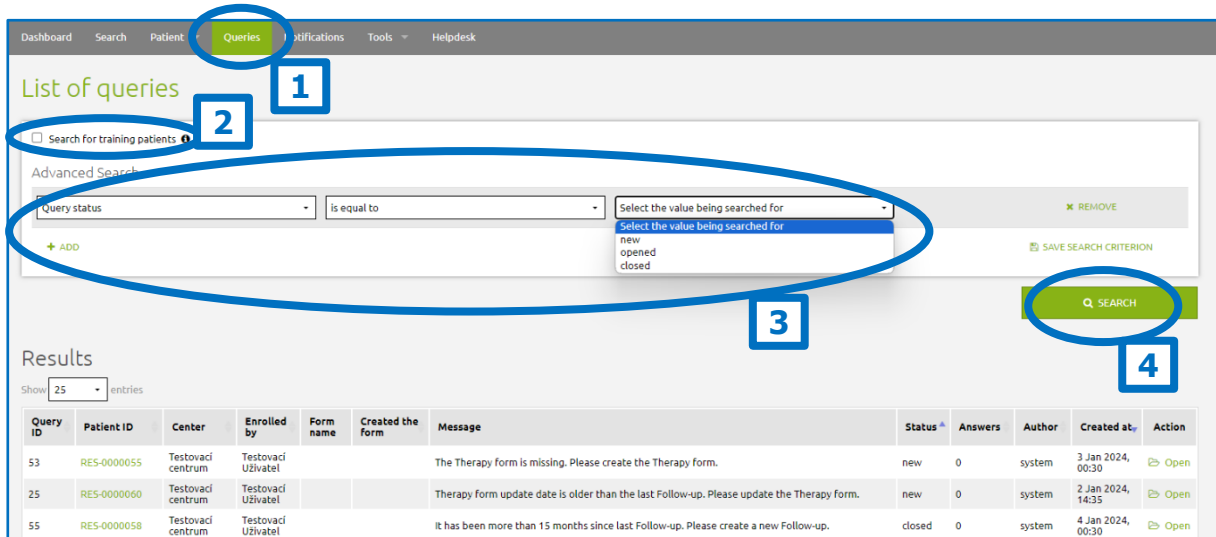 Dashboard Search Patient Queries Notifications Tools Helpdesk
1
List of queries
2
Search for training patients
Advanced Search
Query status is equal to Select the value being searched for REMOVE
Select the value being searched for
new
+ ADD opened SAVE SEARCH CRITERION
closed
SEARCH
3
4
Results
Show 25 entries
Query ID Patient ID Center Enrolled by Form name Created the form Message Status Answers Author Created at Action
53 RES-0000055 Testovací centrum Testovací Uživatel The Therapy form is missing. Please create the Therapy form. new 0 system 3 Jan 2024, 00:30 Open
25 RES-0000060 Testovací centrum Testovací Uživatel Therapy form update date is older than the last Follow-up. Please update the Therapy form. new 0 system 2 Jan 2024, 14:35 Open
55 RES-0000058 Testovací centrum Testovací Uživatel It has been more than 15 months since last Follow-up. Please create a new Follow-up. closed 0 system 4 Jan 2024, 00:30 Open